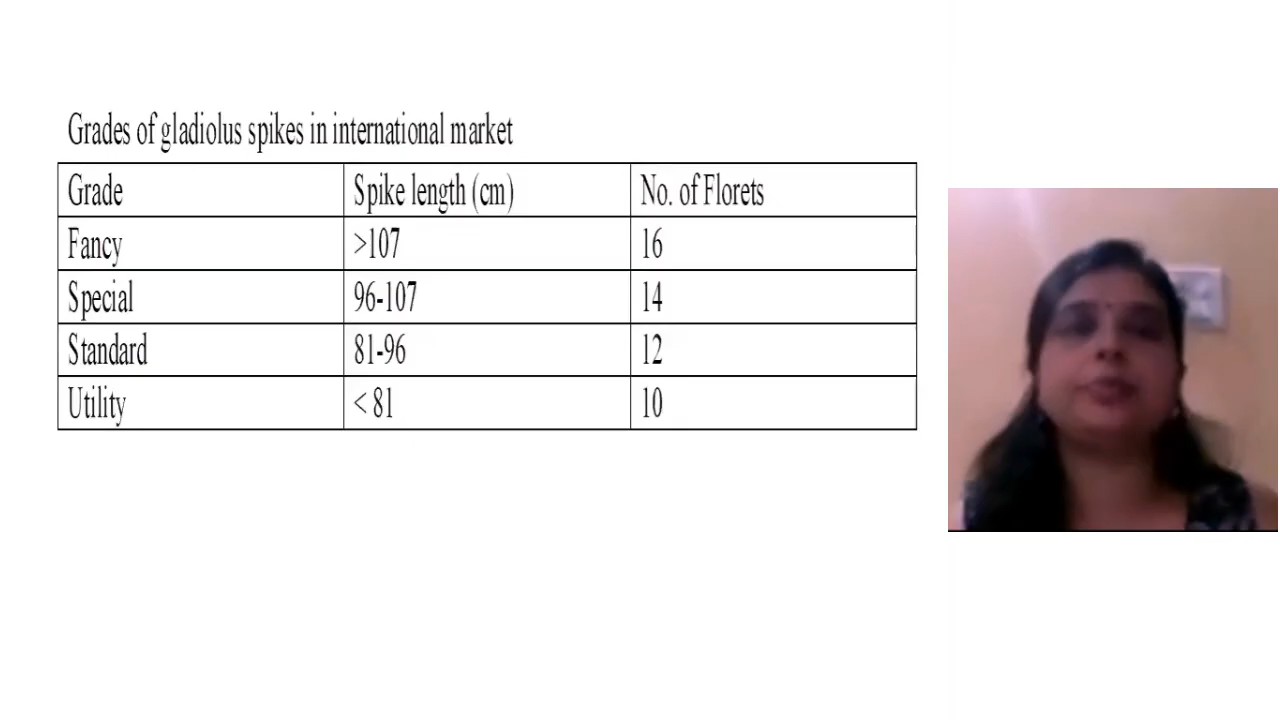 Grades of gladiolus spikes in international market
Grade Spike length (cm) No. of Florets
Fancy >107 16
Special 96-107 14
Standard 81-96 12
Utility < 81 10